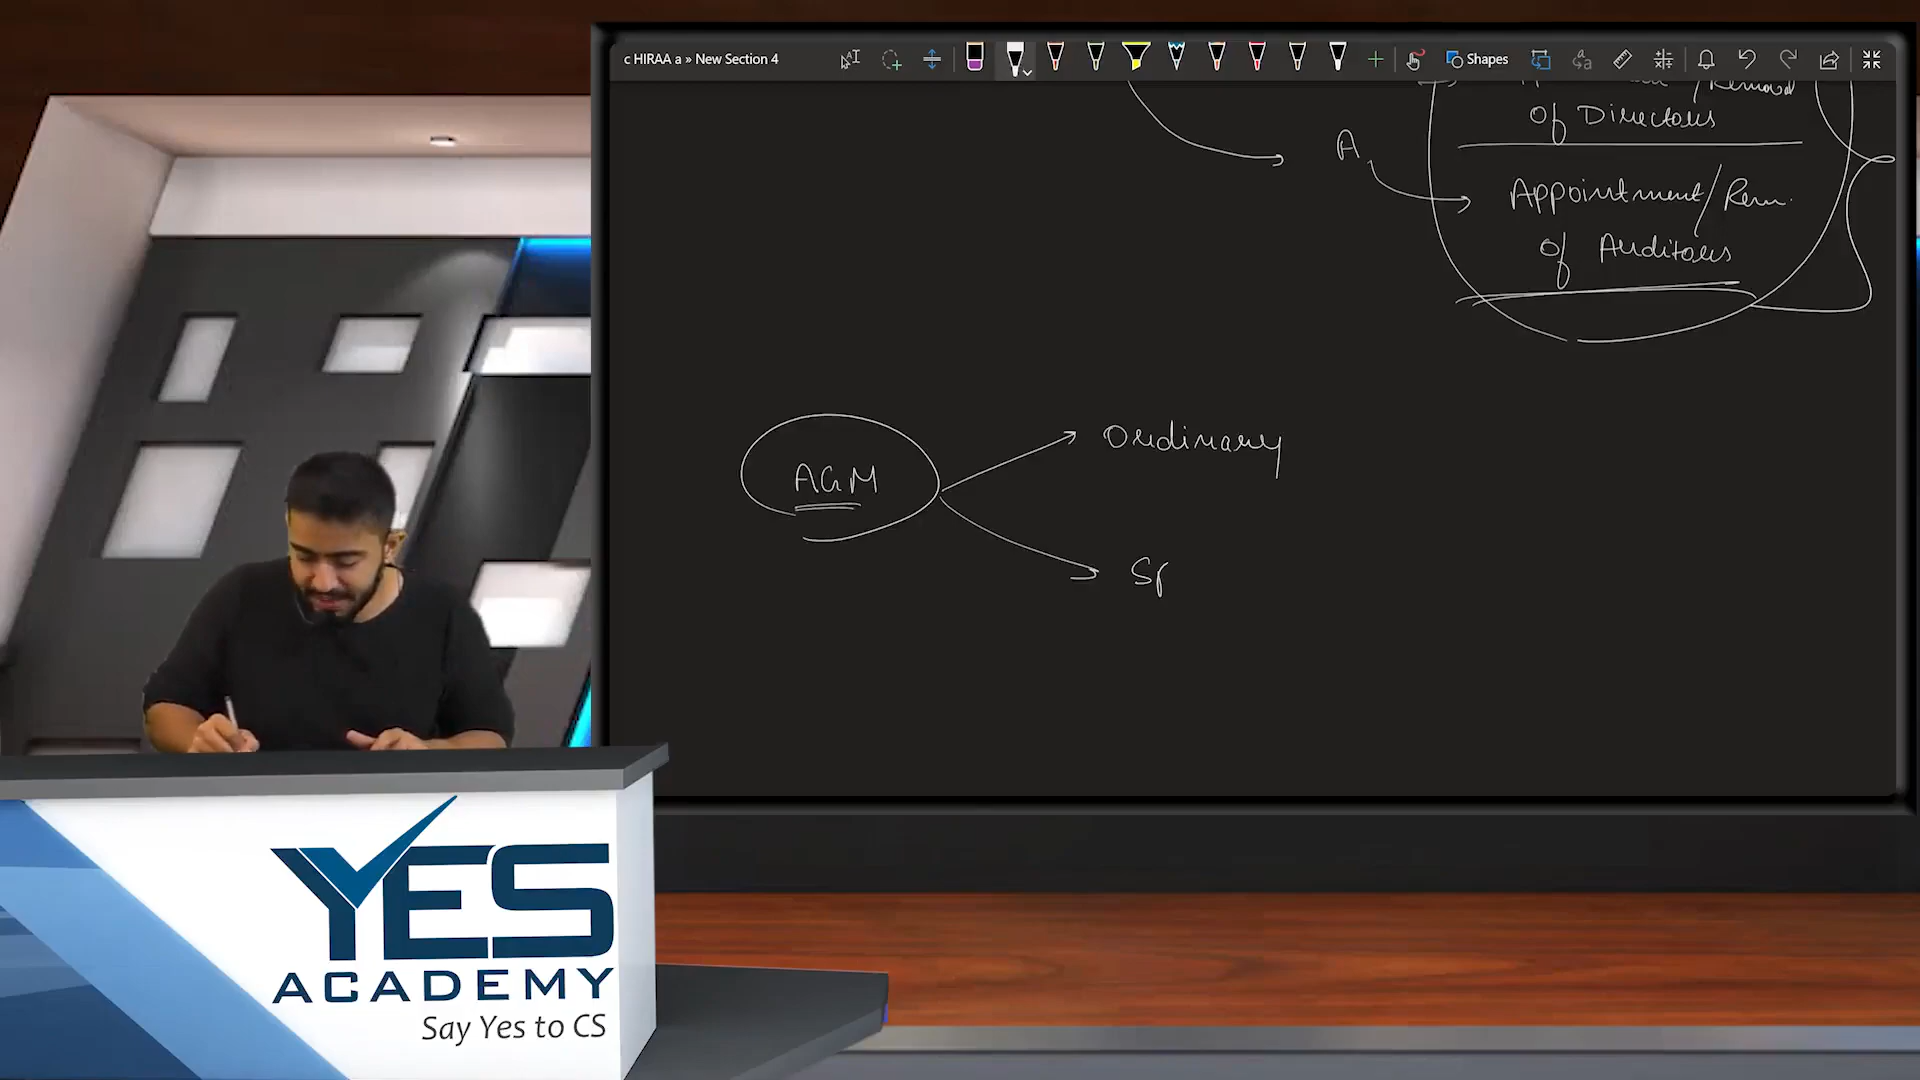 c HIRAA a » New Section 4
Shapes
/Removal
of Directors
A
Appointment/Rem.
of Auditors
AGM
Ordinary
Sp
YES
ACADEMY
Say Yes to CS